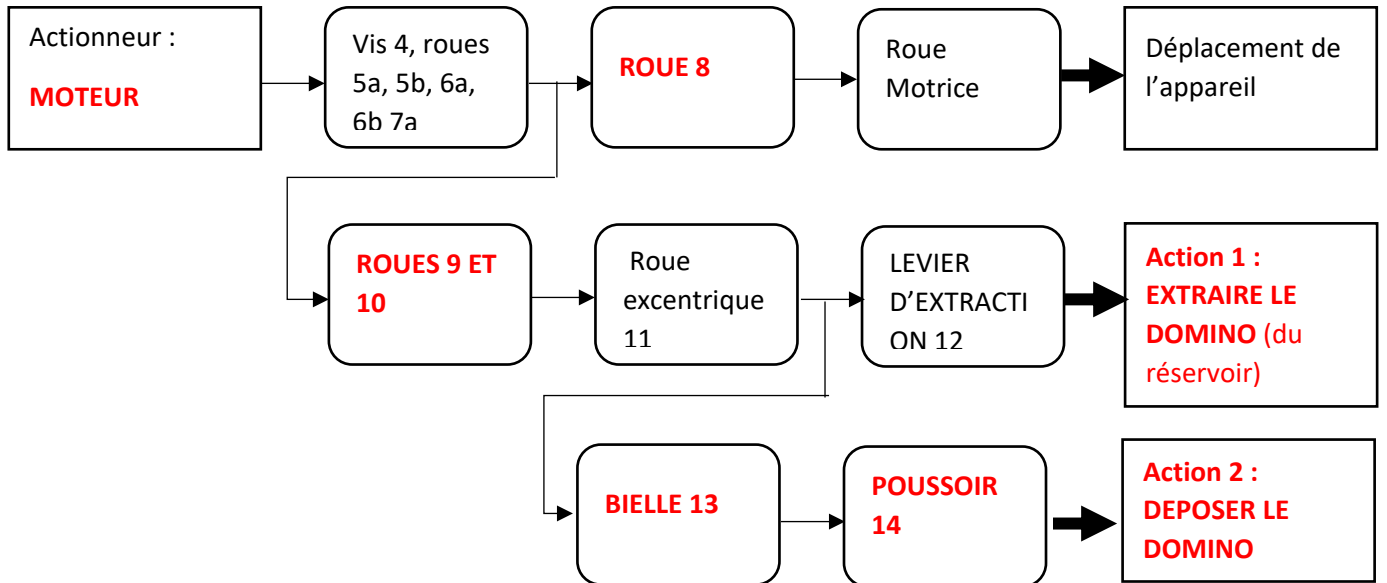 Actionneur :
MOTEUR
Vis 4, roues
5a, 5b, 6a,
6b 7a
ROUE 8
Roue
Motrice
Déplacement de
l’appareil
ROUES 9 ET
10
Roue
excentrique
11
LEVIER
D’EXTRACTI
ON 12
Action 1 :
EXTRAIRE LE
DOMINO (du
réservoir)
BIELLE 13
POUSSOIR
14
Action 2 :
DEPOSER LE
DOMINO